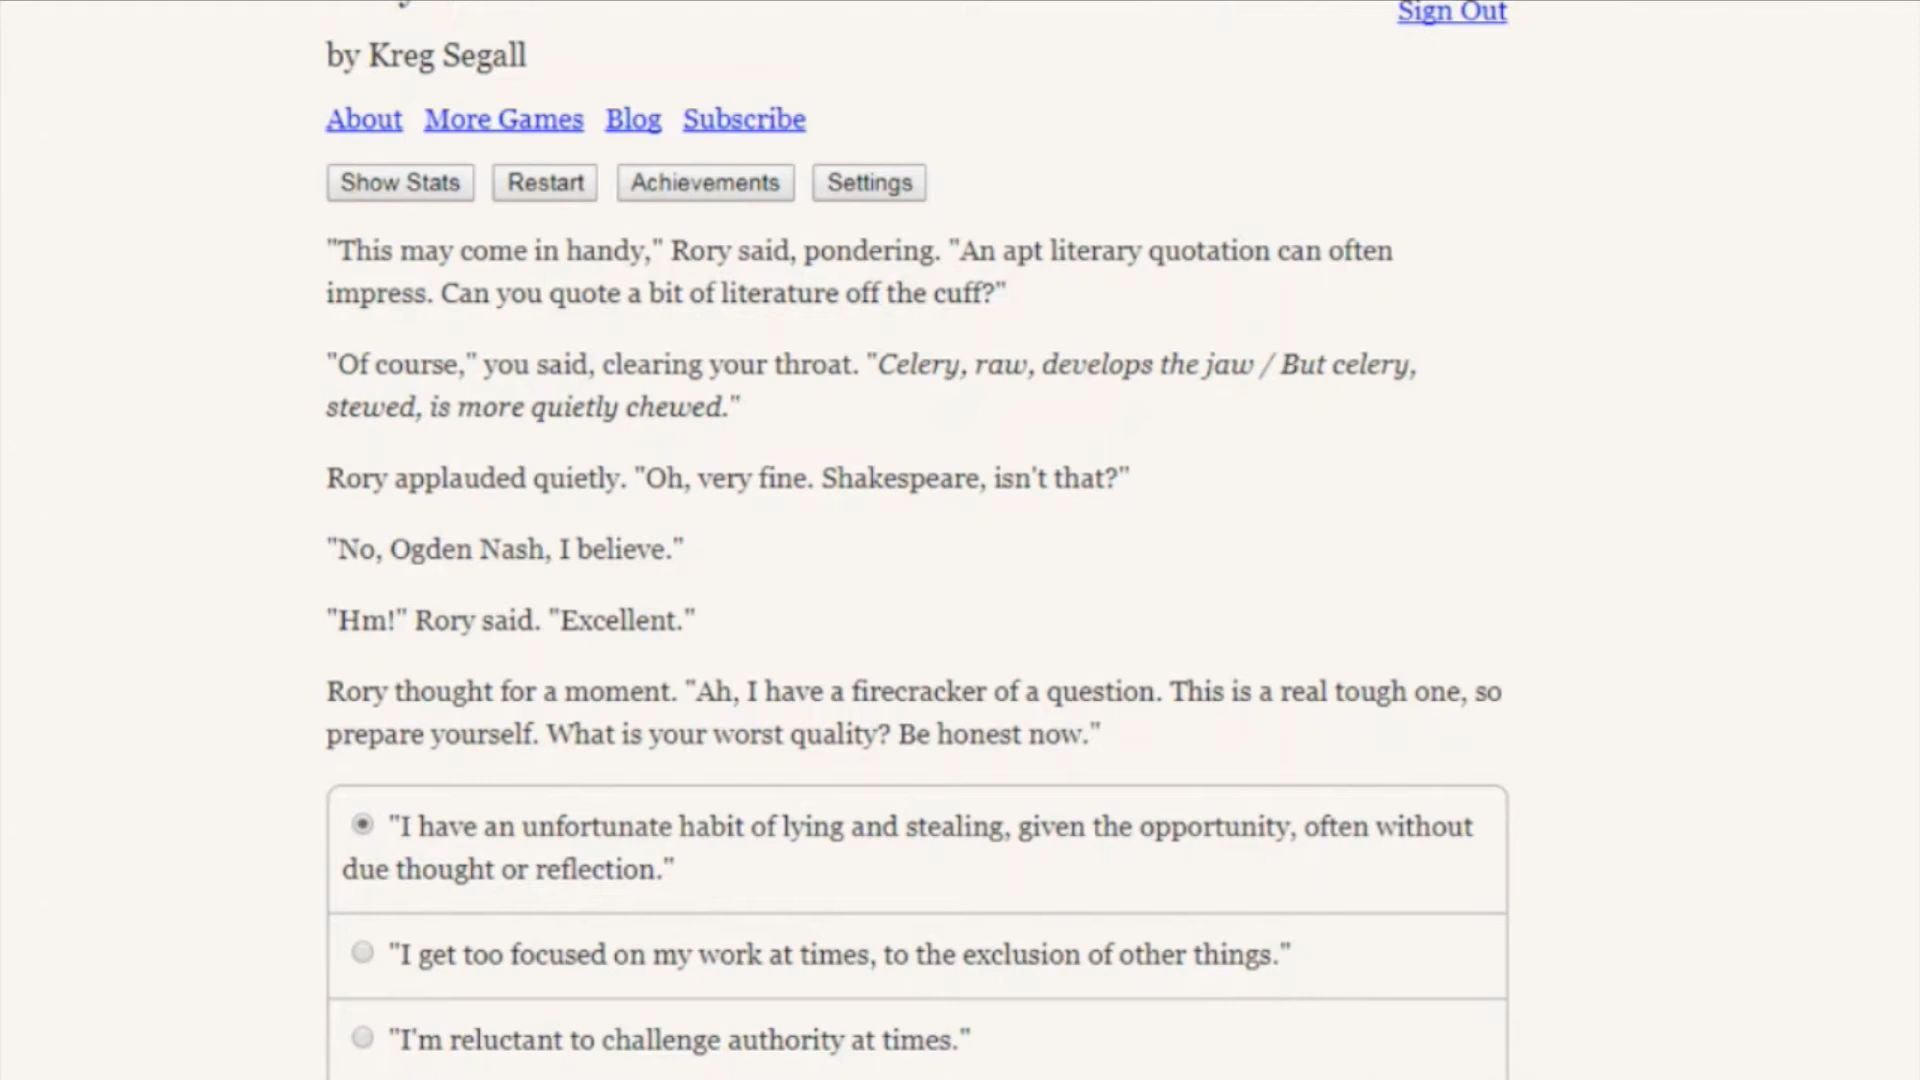 Sign Out
by Kreg Segall
About More Games Blog Subscribe
Show Stats Restart Achievements Settings
"This may come in handy," Rory said, pondering. "An apt literary quotation can often
impress. Can you quote a bit of literature off the cuff?"
"Of course," you said, clearing your throat. "Celery, raw, develops the jaw / But celery,
stewed, is more quietly chewed."
Rory applauded quietly. "Oh, very fine. Shakespeare, isn't that?"
"No, Ogden Nash, I believe."
"Hm!" Rory said. "Excellent."
Rory thought for a moment. "Ah, I have a firecracker of a question. This is a real tough one, so
prepare yourself. What is your worst quality? Be honest now."
"I have an unfortunate habit of lying and stealing, given the opportunity, often without
due thought or reflection."
"I get too focused on my work at times, to the exclusion of other things."
"I'm reluctant to challenge authority at times."